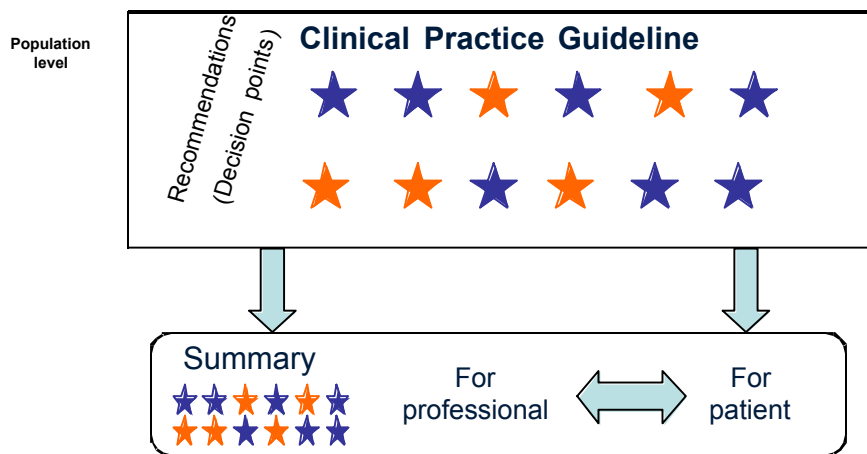 Population
level
Clinical Practice Guideline
Recommendations
(Decision points)
Summary
For
professional
For
patient